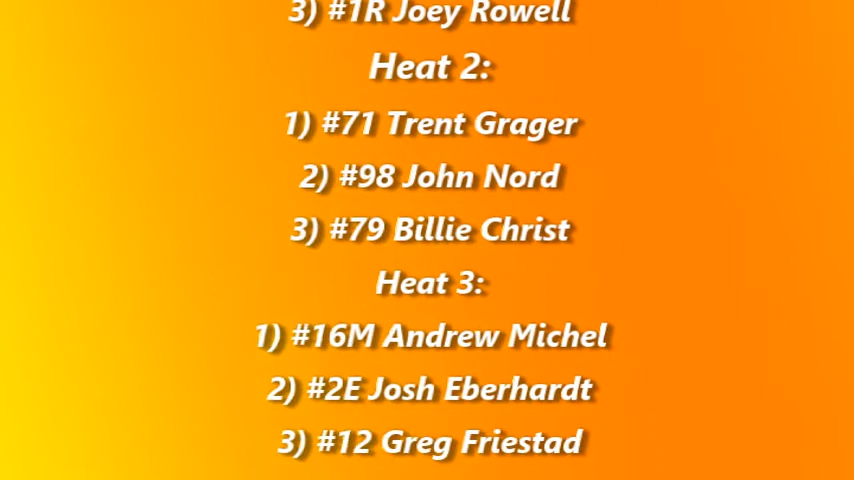 3) #1R Joey Rowell
Heat 2:
1) #71 Trent Grager
2) #98 John Nord
3) #79 Billie Christ
Heat 3:
1) #16M Andrew Michel
2) #2E Josh Eberhardt
3) #12 Greg Friestad